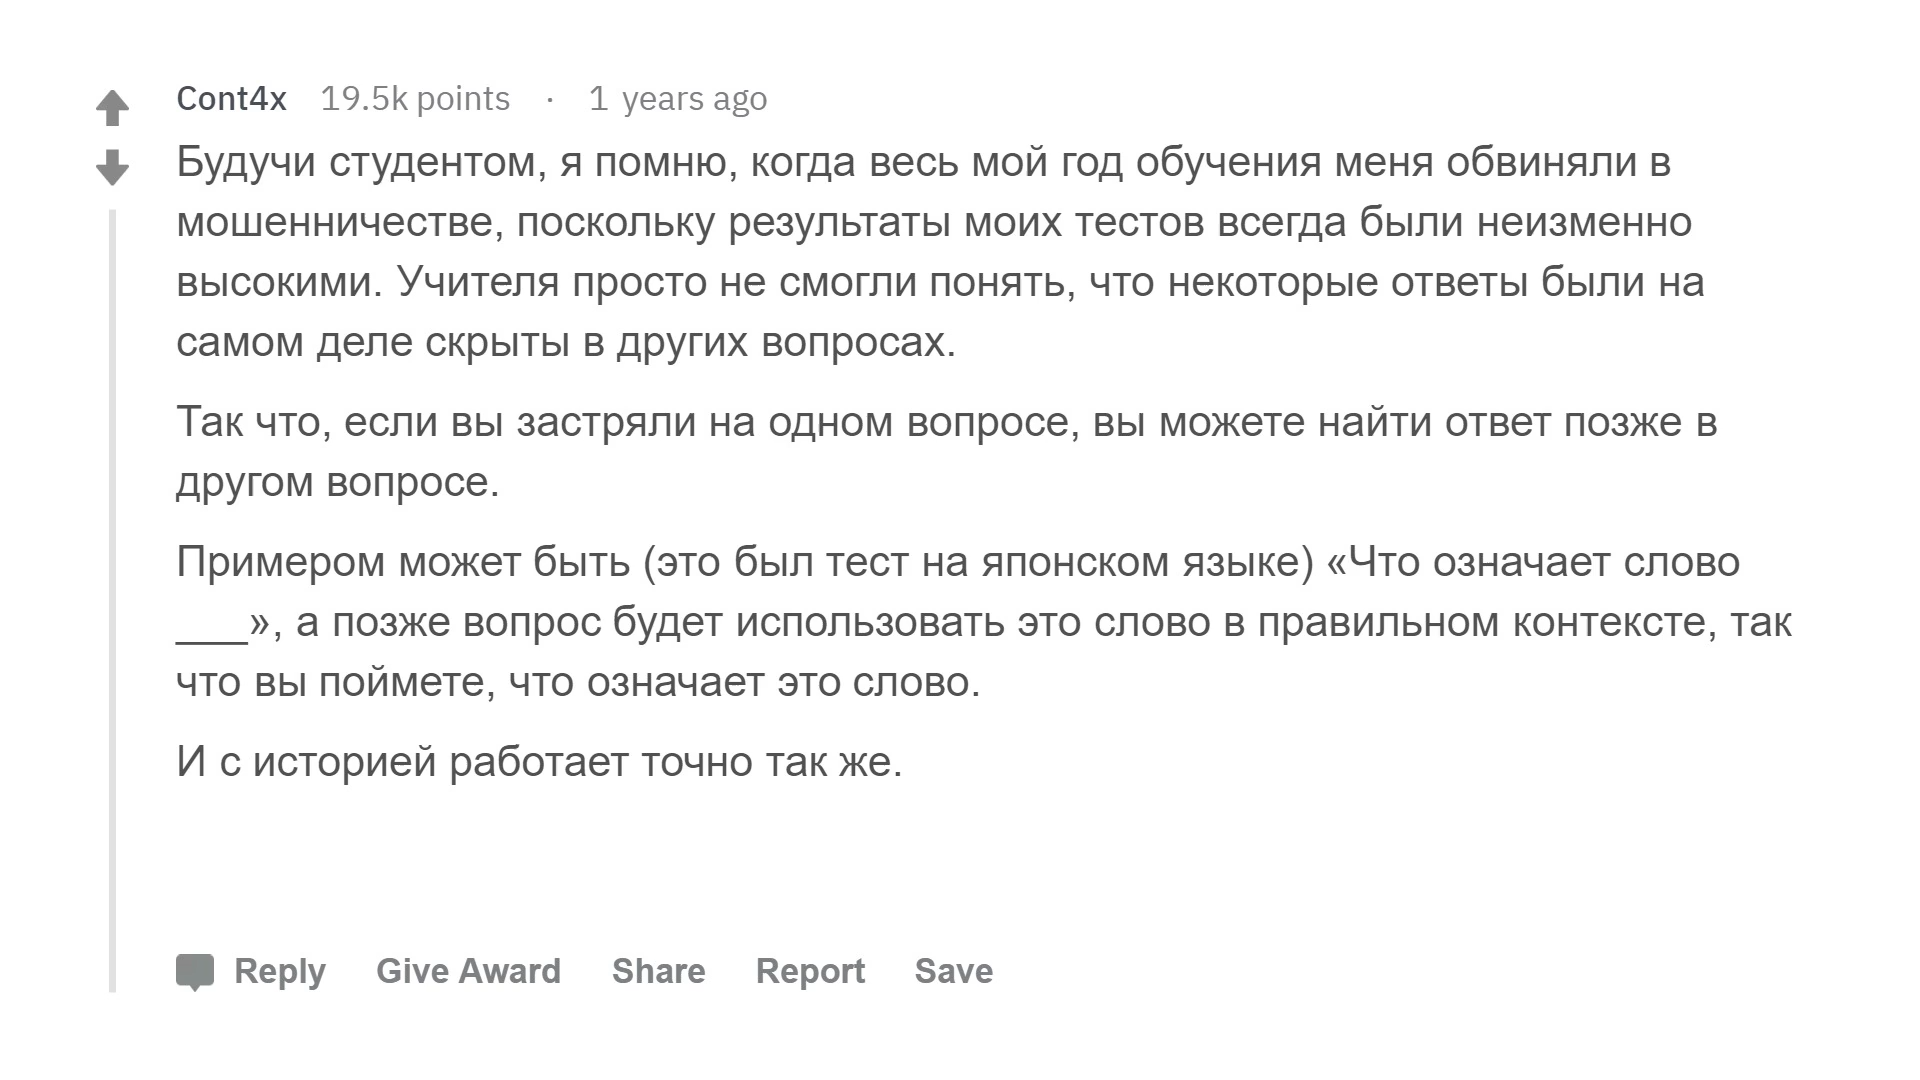 Cont4x 19.5k points · 1 years ago
Будучи студентом, я помню, когда весь мой год обучения меня обвиняли в
мошенничестве, поскольку результаты моих тестов всегда были неизменно
высокими. Учителя просто не смогли понять, что некоторые ответы были на
самом деле скрыты в других вопросах.
Так что, если вы застряли на одном вопросе, вы можете найти ответ позже в
другом вопросе.
Примером может быть (это был тест на японском языке) «Что означает слово
___», а позже вопрос будет использовать это слово в правильном контексте, так
что вы поймете, что означает это слово.
И с историей работает точно так же.
Reply Give Award Share Report Save